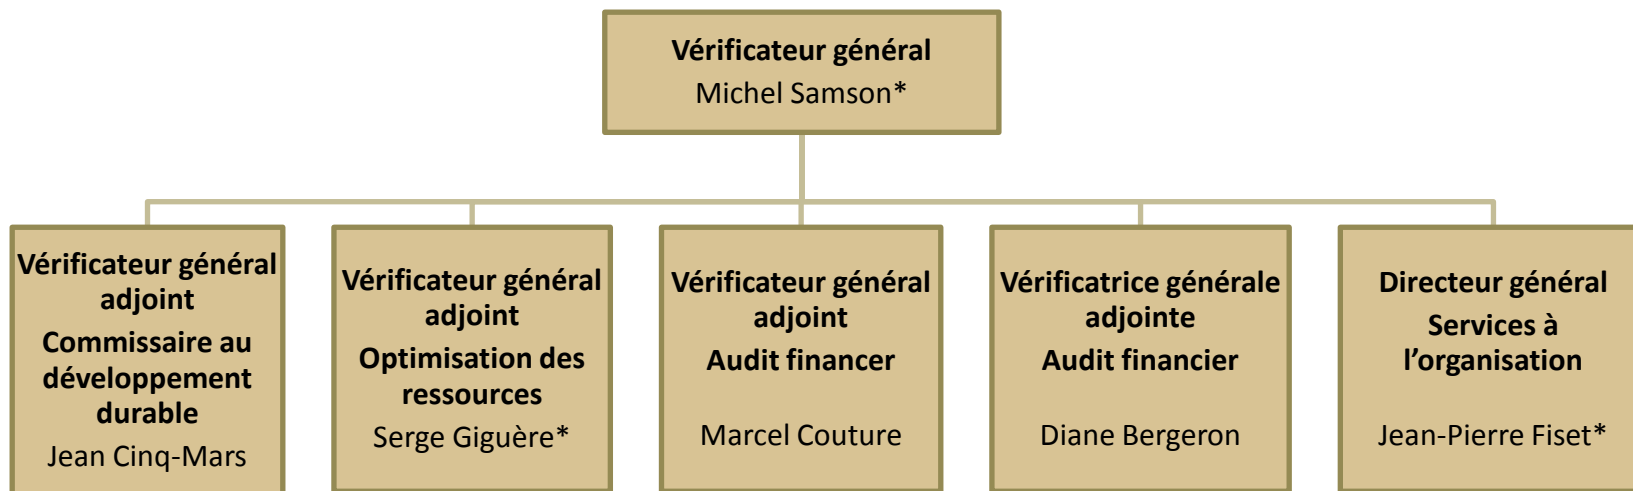 Vérificateur général
Michel Samson*
Vérificateur général
adjoint
Commissaire au
développement
durable
Jean Cinq-Mars
Vérificateur général
adjoint
Optimisation des
ressources
Serge Giguère*
Vérificateur général
adjoint
Audit financer
Marcel Couture
Vérificatrice générale
adjointe
Audit financier
Diane Bergeron
Directeur général
Services à
l’organisation
Jean-Pierre Fiset*